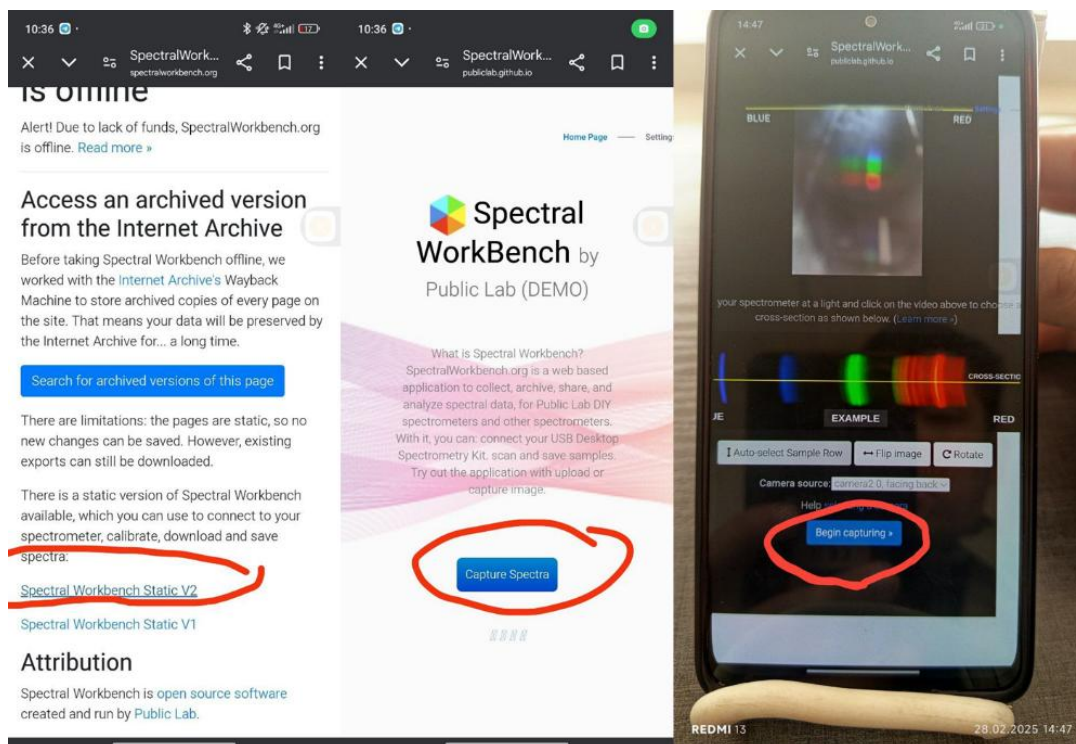 10:36
SpectralWork...
spectralworkbench.org
is offline
Alert! Due to lack of funds, SpectralWorkbench.org
is offline. Read more »
Access an archived version
from the Internet Archive
Before taking Spectral Workbench offline, we
worked with the Internet Archive's Wayback
Machine to store archived copies of every page on
the site. That means your data will be preserved by
the Internet Archive for... a long time.
Search for archived versions of this page
There are limitations: the pages are static, so no
new changes can be saved. However, existing
exports can still be downloaded.
There is a static version of Spectral Workbench
available, which you can use to connect to your
spectrometer, calibrate, download and save
spectra:
Spectral Workbench Static V2
Spectral Workbench Static V1
Attribution
Spectral Workbench is open source software
created and run by Public Lab.
10:36
SpectralWork...
publiclab.github.io
Home Page
Setting
Spectral
WorkBench by
Public Lab (DEMO)
What is Spectral Workbench?
SpectralWorkbench.org is a web based
application to collect, archive, share, and
analyze spectral data, for Public Lab DIY
spectrometers and other spectrometers.
With it, you can: connect your USB Desktop
Spectrometry Kit. scan and save samples.
Try out the application with upload or
capture image.
Capture Spectra
14:47
SpectralWork...
publiclab.github.io
BLUE RED
your spectrometer at a light and click on the video above to choose a
cross-section as shown below. (Learn more »)
CROSS-SECTIO
UE EXAMPLE RED
Auto-select Sample Row
Flip image
Rotate
Camera source: camera2 0, facing back
Help
Begin capturing »
REDMI 13
28.02.2025 14:47